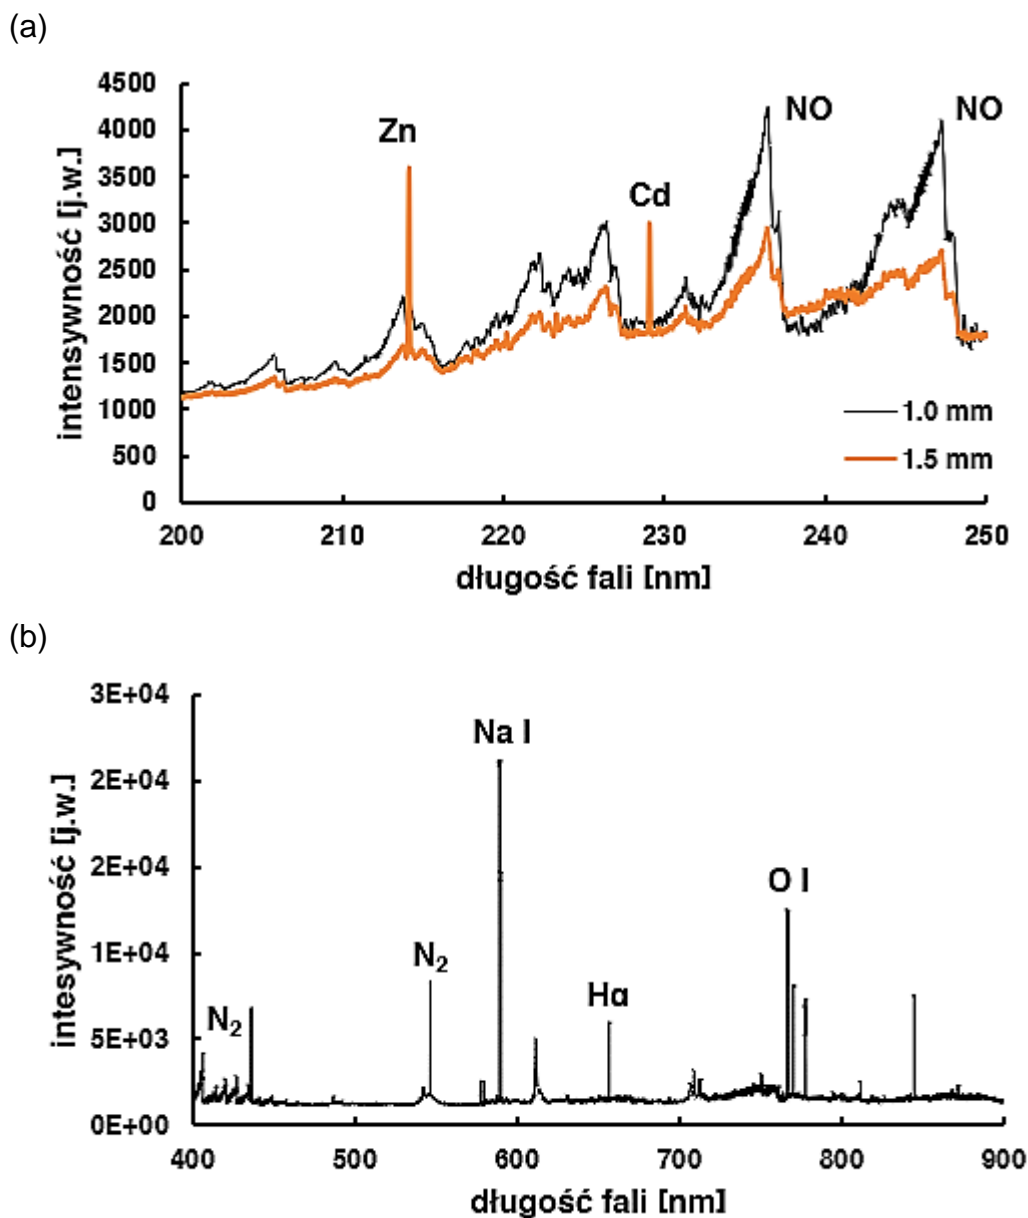 (a)
4500
4000
3500
3000
2500
2000
1500
1000
500
0
intensywność [j.w.]
Zn
Cd
NO
NO
1.0 mm
1.5 mm
200 210 220 230 240 250
długość fali [nm]
(b)
3E+04
2E+04
2E+04
1E+04
5E+03
0E+00
intesywność [j.w.]
N₂
N₂
Na I
Hα
O I
400 500 600 700 800 900
długość fali [nm]